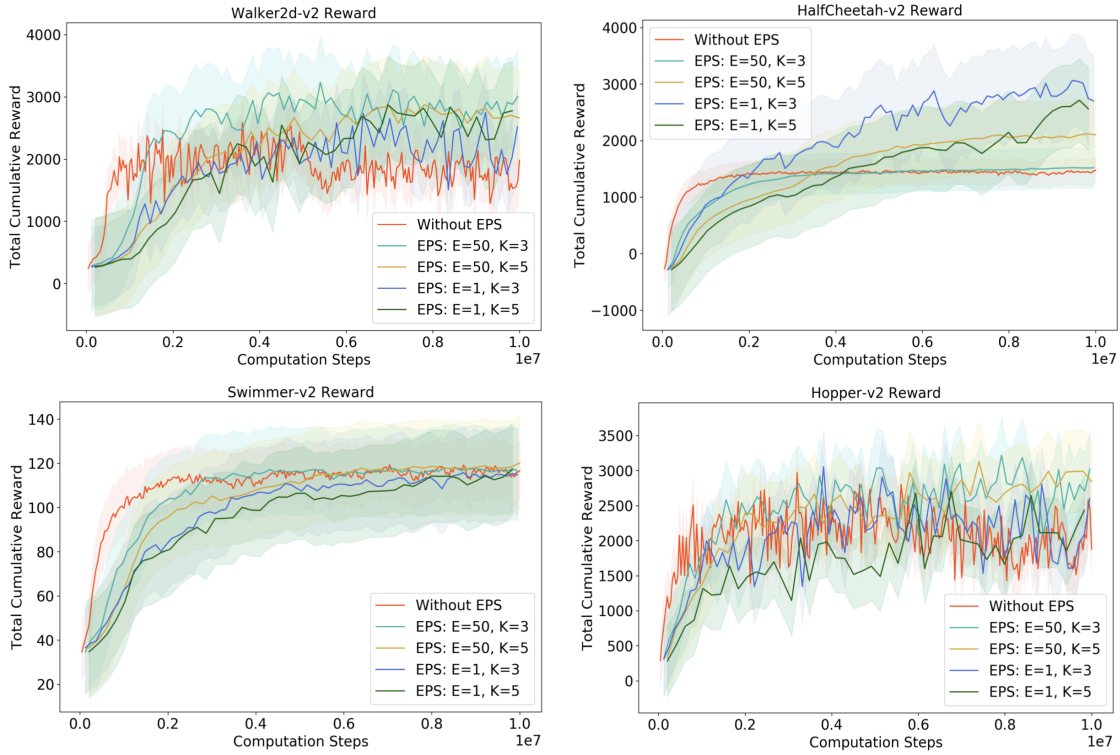 Walker2d-v2 Reward
4000
3000
2000
1000
0
Total Cumulative Reward
Without EPS
EPS: E=50, K=3
EPS: E=50, K=5
EPS: E=1, K=3
EPS: E=1, K=5
0.0 0.2 0.4 0.6 0.8 1.0
1e7
Computation Steps
HalfCheetah-v2 Reward
4000
3000
2000
1000
0
−1000
Total Cumulative Reward
Without EPS
EPS: E=50, K=3
EPS: E=50, K=5
EPS: E=1, K=3
EPS: E=1, K=5
0.0 0.2 0.4 0.6 0.8 1.0
1e7
Computation Steps
Swimmer-v2 Reward
140
120
100
80
60
40
20
Total Cumulative Reward
Without EPS
EPS: E=50, K=3
EPS: E=50, K=5
EPS: E=1, K=3
EPS: E=1, K=5
0.0 0.2 0.4 0.6 0.8 1.0
1e7
Computation Steps
Hopper-v2 Reward
3500
3000
2500
2000
1500
1000
500
0
Total Cumulative Reward
Without EPS
EPS: E=50, K=3
EPS: E=50, K=5
EPS: E=1, K=3
EPS: E=1, K=5
0.0 0.2 0.4 0.6 0.8 1.0
1e7
Computation Steps